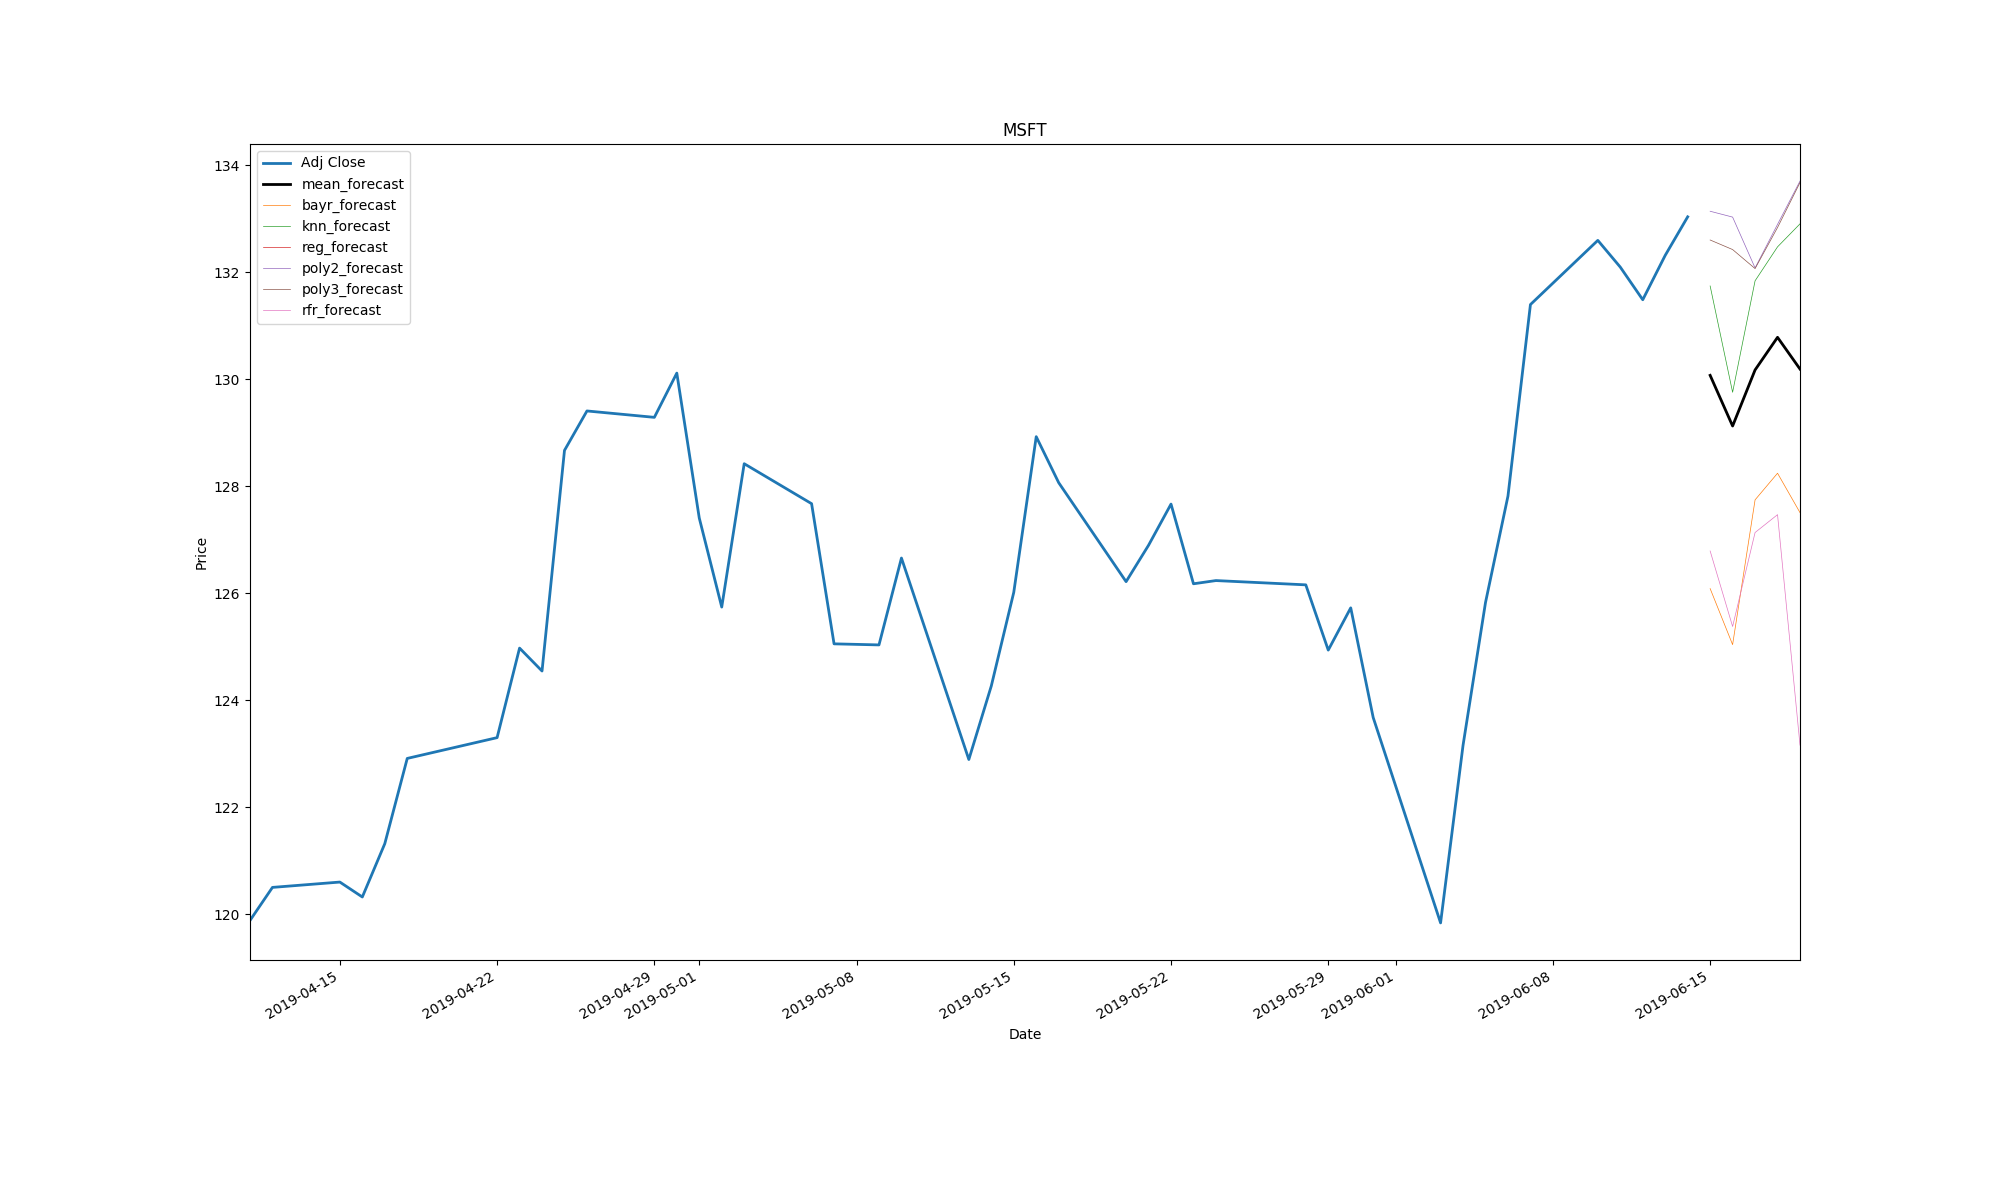 MSFT
134
132
130
128
126
124
122
120
Price
Adj Close
mean_forecast
bayr_forecast
knn_forecast
reg_forecast
poly2_forecast
poly3_forecast
rfr_forecast
2019-04-15
2019-04-22
2019-04-29
2019-05-01
2019-05-08
2019-05-15
2019-05-22
2019-05-29
2019-06-01
2019-06-08
2019-06-15
Date